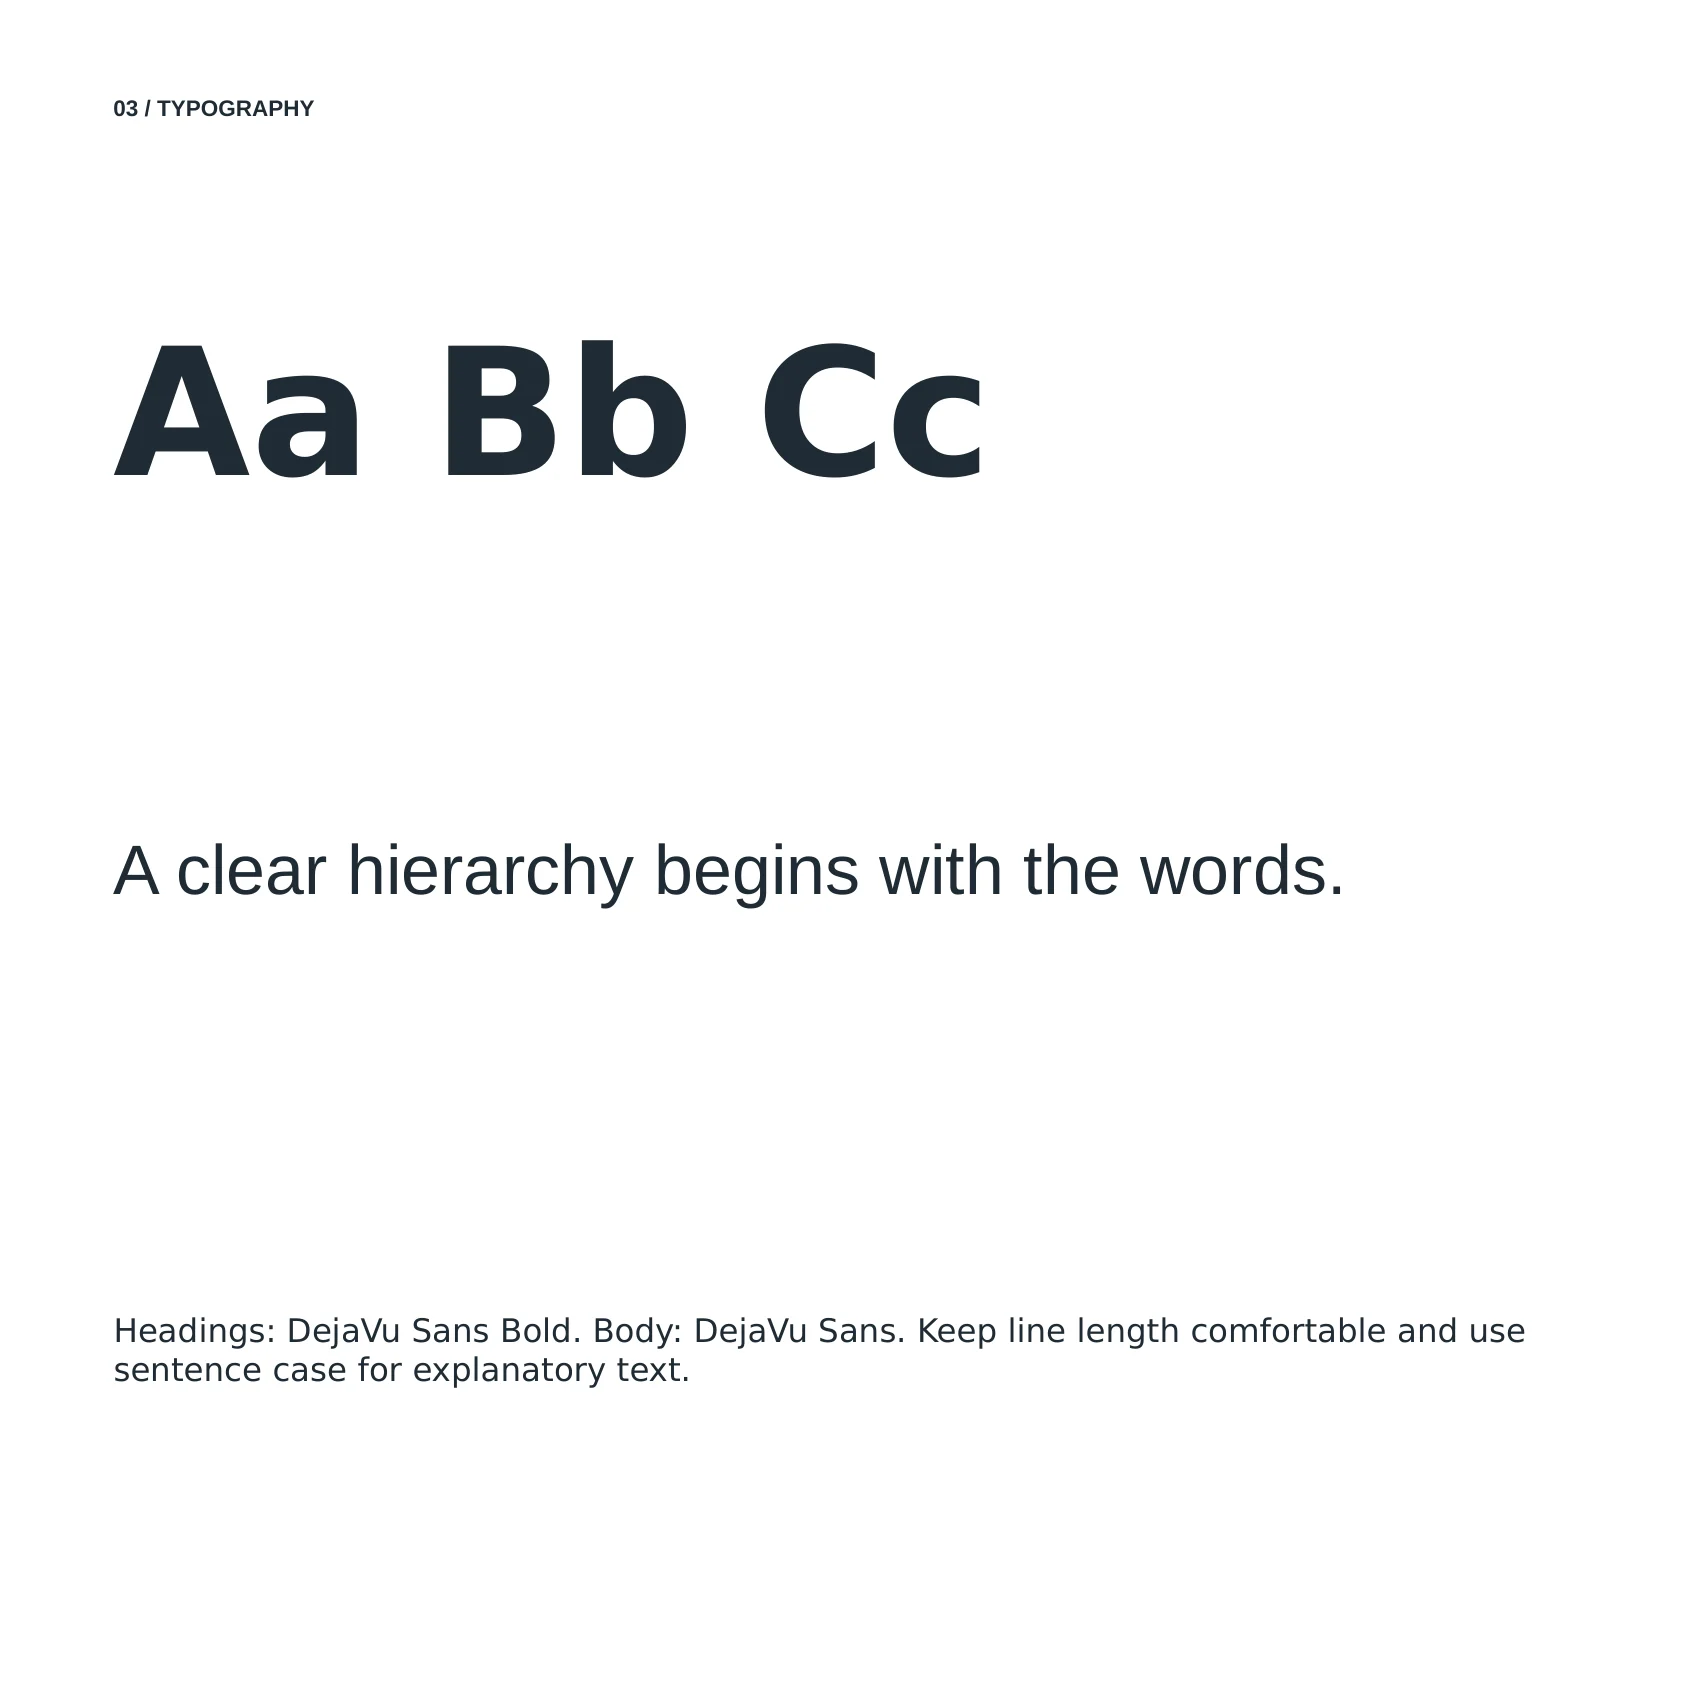 03 / TYPOGRAPHY
Aa Bb Cc
A clear hierarchy begins with the words.
Headings: DejaVu Sans Bold. Body: DejaVu Sans. Keep line length comfortable and use
sentence case for explanatory text.